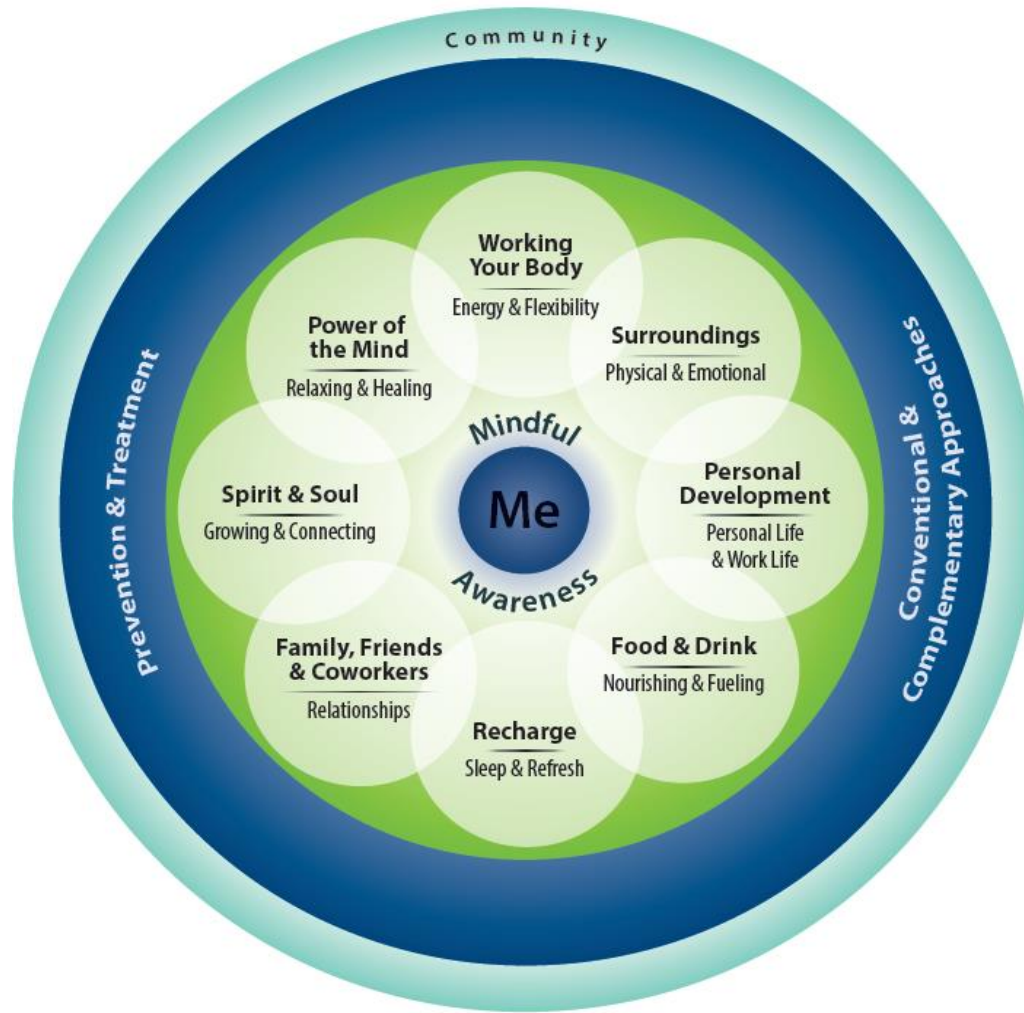 Community
Prevention & Treatment
Conventional &
Complementary Approaches
Working
Your Body
Energy & Flexibility
Surroundings
Physical & Emotional
Personal
Development
Personal Life
& Work Life
Food & Drink
Nourishing & Fueling
Recharge
Sleep & Refresh
Family, Friends
& Coworkers
Relationships
Spirit & Soul
Growing & Connecting
Power of
the Mind
Relaxing & Healing
Mindful
Me
Awareness